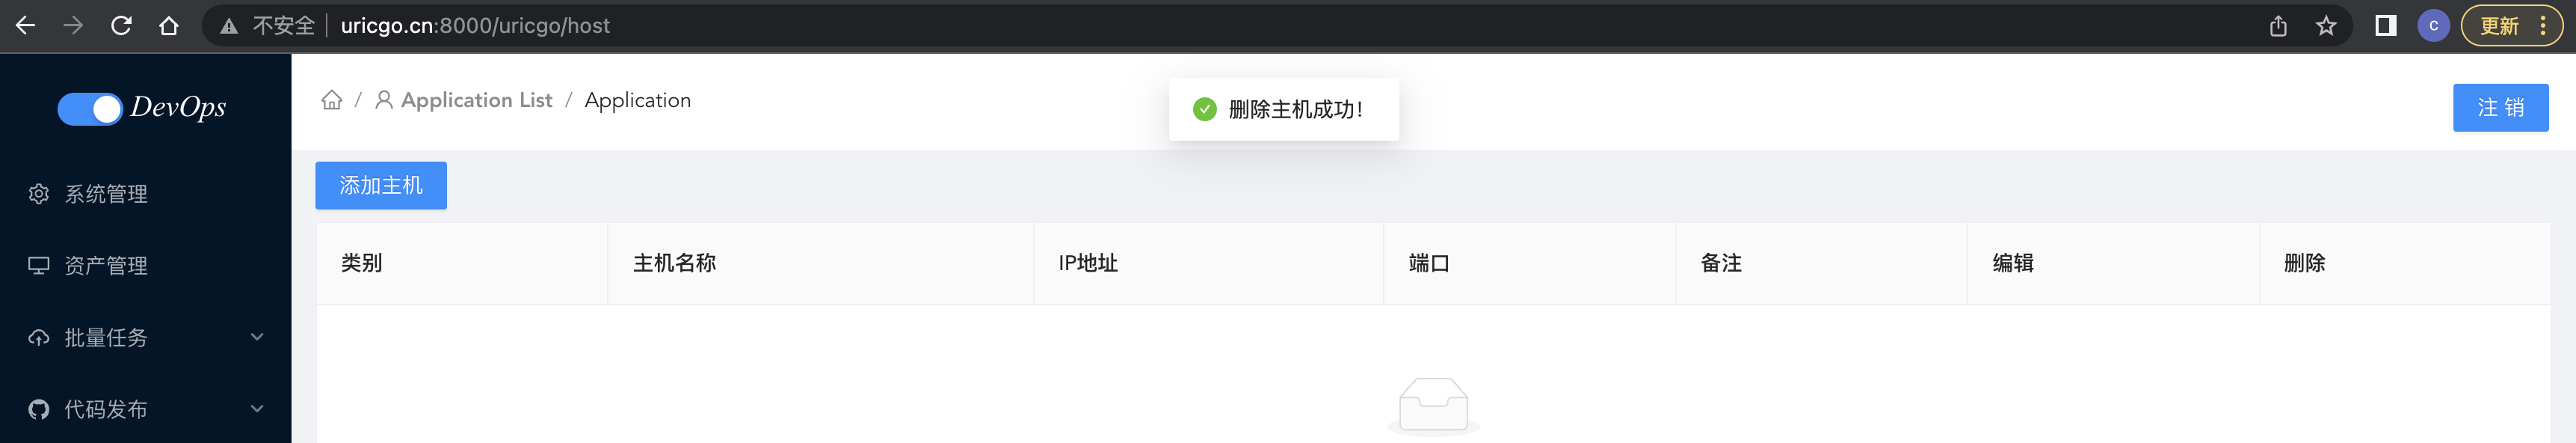 不安全 uricgo.cn:8000/uricgo/host C 更新
DevOps
/ Application List / Application
删除主机成功!
注 销
添加主机
系统管理
资产管理
批量任务
代码发布
类别 主机名称 IP地址 端口 备注 编辑 删除